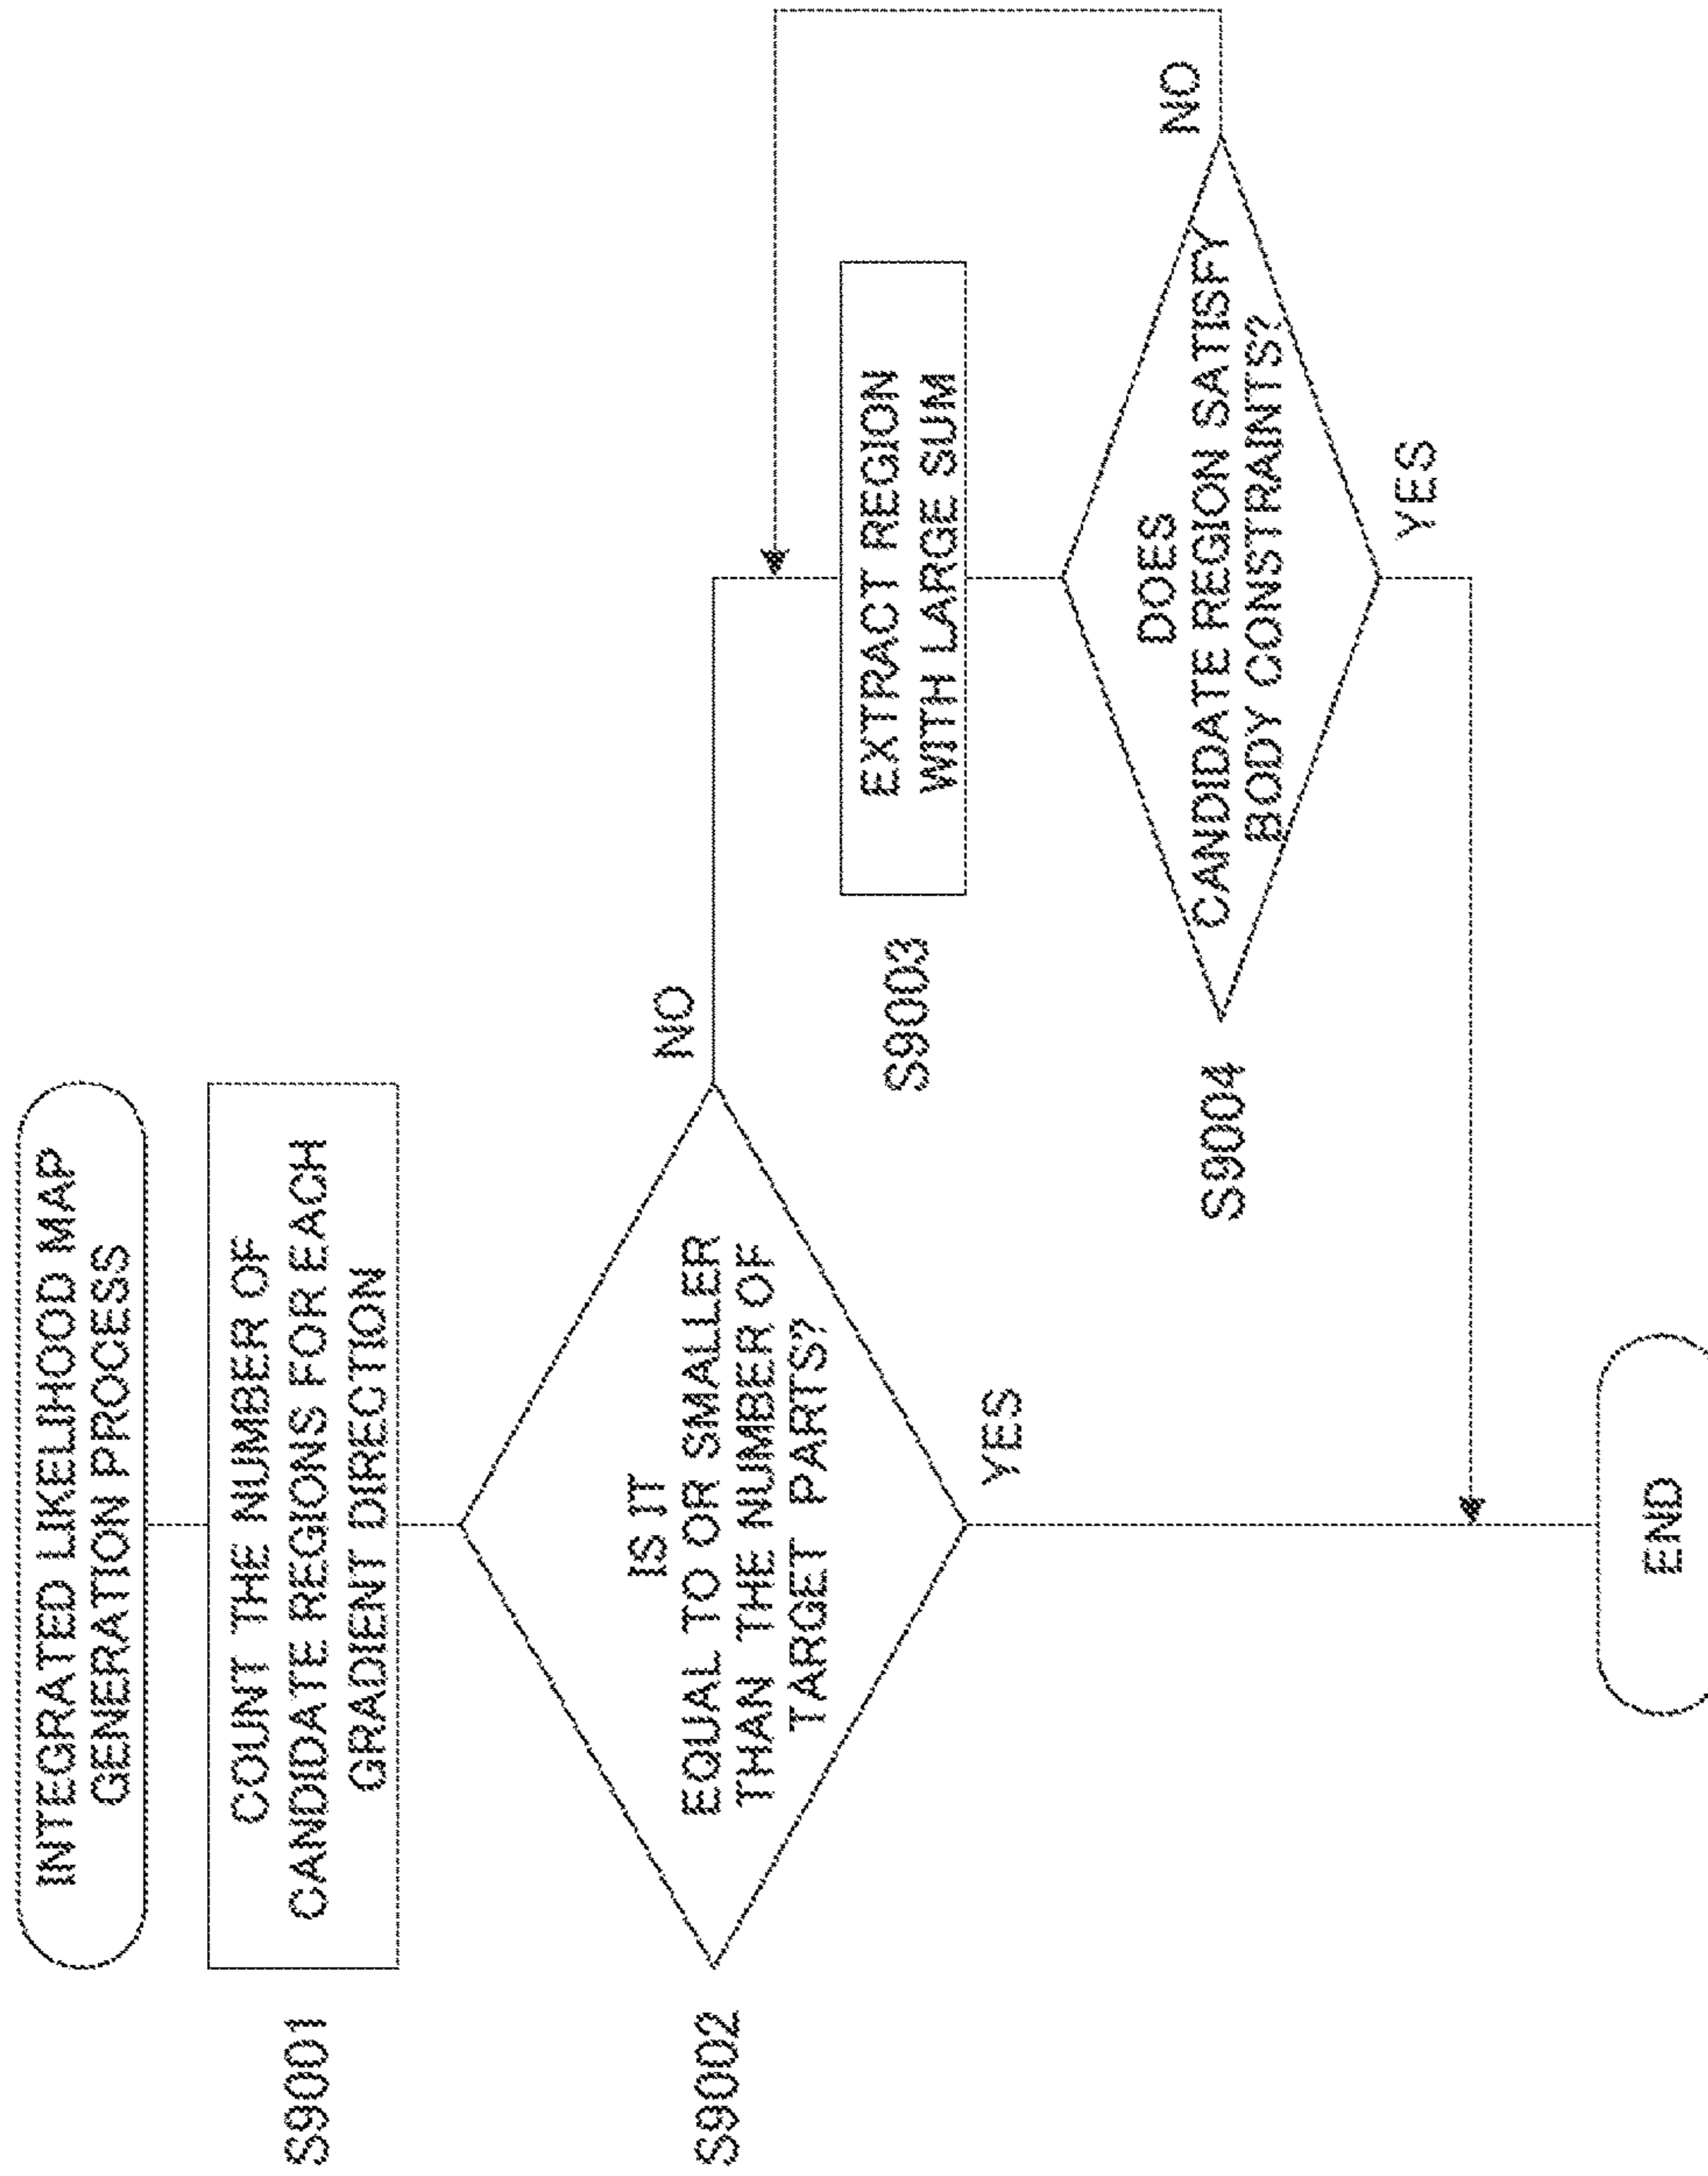 INTEGRATED LIKELIHOOD MAP
GENERATION PROCESS
S9001
COUNT THE NUMBER OF
CANDIDATE REGIONS FOR EACH
GRADIENT DIRECTION
S9002
IS IT
EQUAL TO OR SMALLER
THAN THE NUMBER OF
TARGET PARTS?
NO
YES
S9003
EXTRACT REGION
WITH LARGE SUM
S9004
DOES
CANDIDATE REGION SATISFY
BODY CONSTRAINTS?
NO
YES
END